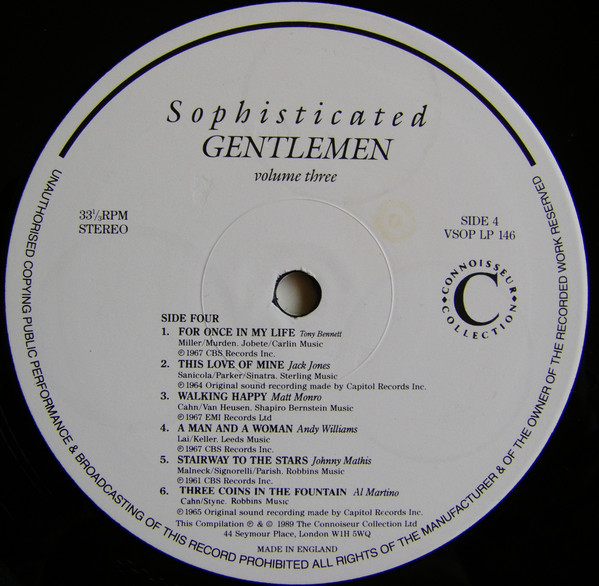 Sophisticated
GENTLEMEN
volume three
33⅓RPM
STEREO
SIDE 4
VSOP LP 146
CONNOISSEUR
C
COLLECTION
SIDE FOUR
1. FOR ONCE IN MY LIFE Tony Bennett
Miller/Murden. Jobete/Carlin Music
℗1967 CBS Records Inc.
2. THIS LOVE OF MINE Jack Jones
Sanicola/Parker/Sinatra. Sterling Music
℗1964 Original sound recording made by Capitol Records Inc.
3. WALKING HAPPY Matt Monro
Cahn/Van Heusen. Shapiro Bernstein Music
℗1967 EMI Records Ltd
4. A MAN AND A WOMAN Andy Williams
Lai/Keller. Leeds Music
℗1967 CBS Records Inc.
5. STAIRWAY TO THE STARS Johnny Mathis
Malneck/Signorelli/Parish. Robbins Music
℗1961 CBS Records Inc.
6. THREE COINS IN THE FOUNTAIN Al Martino
Cahn/Stync. Robbins Music
℗1965 Original sound recording made by Capitol Records Inc.
This Compilation ℗ & © 1989 The Connoisseur Collection Ltd
44 Seymour Place, London W1H 5WQ
MADE IN ENGLAND
UNAUTHORISED COPYING PUBLIC PERFORMANCE & BROADCASTING OF THIS RECORD PROHIBITED ALL RIGHTS OF THE MANUFACTURER & OF THE OWNER OF THE RECORDED WORK RESERVED